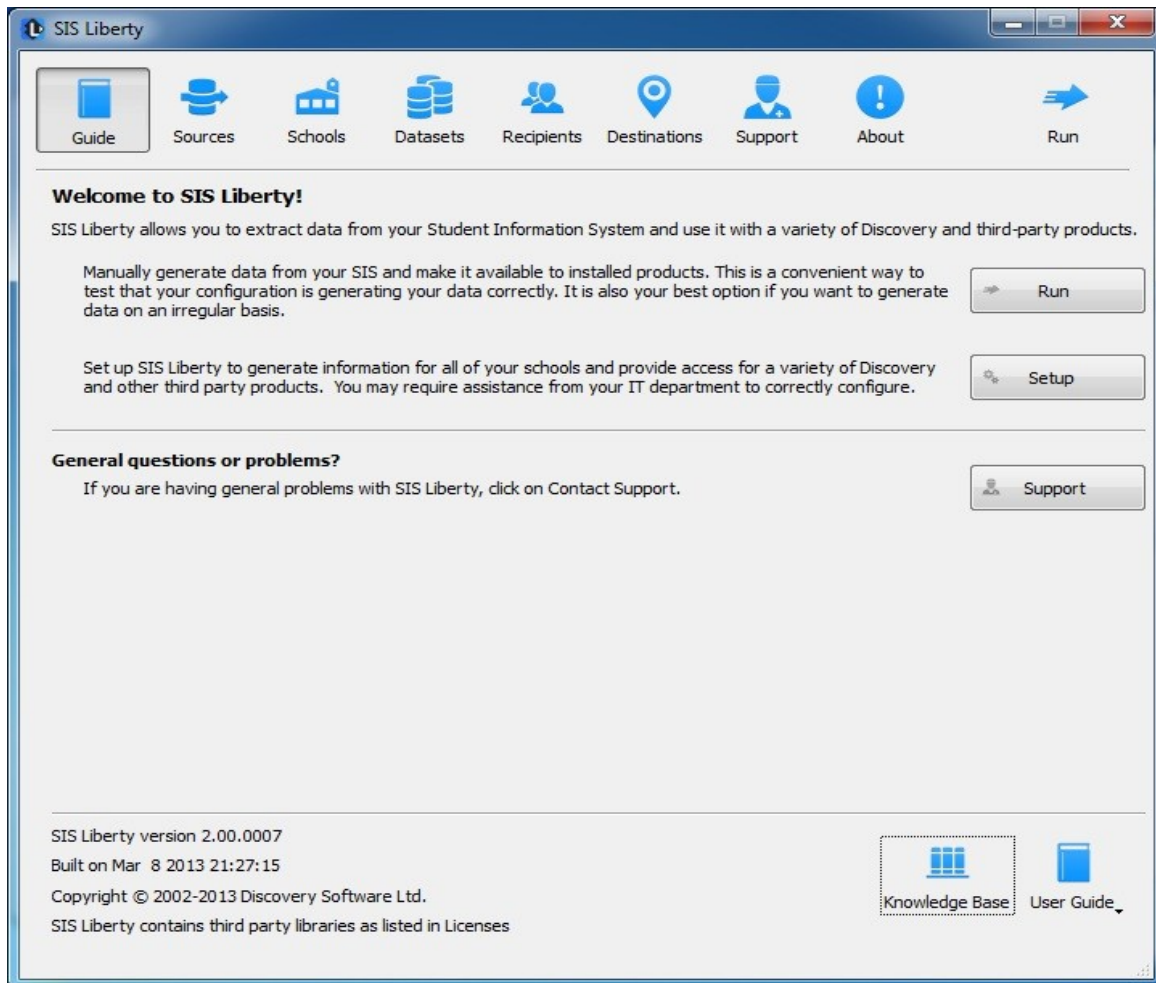 SIS Liberty
Guide Sources Schools Datasets Recipients Destinations Support About Run
Welcome to SIS Liberty!
SIS Liberty allows you to extract data from your Student Information System and use it with a variety of Discovery and third-party products.
Manually generate data from your SIS and make it available to installed products. This is a convenient way to
test that your configuration is generating your data correctly. It is also your best option if you want to generate
data on an irregular basis.
Run
Set up SIS Liberty to generate information for all of your schools and provide access for a variety of Discovery
and other third party products.  You may require assistance from your IT department to correctly configure.
Setup
General questions or problems?
If you are having general problems with SIS Liberty, click on Contact Support.
Support
SIS Liberty version 2.00.0007
Built on Mar  8 2013 21:27:15
Copyright © 2002-2013 Discovery Software Ltd.
SIS Liberty contains third party libraries as listed in Licenses
Knowledge Base User Guide